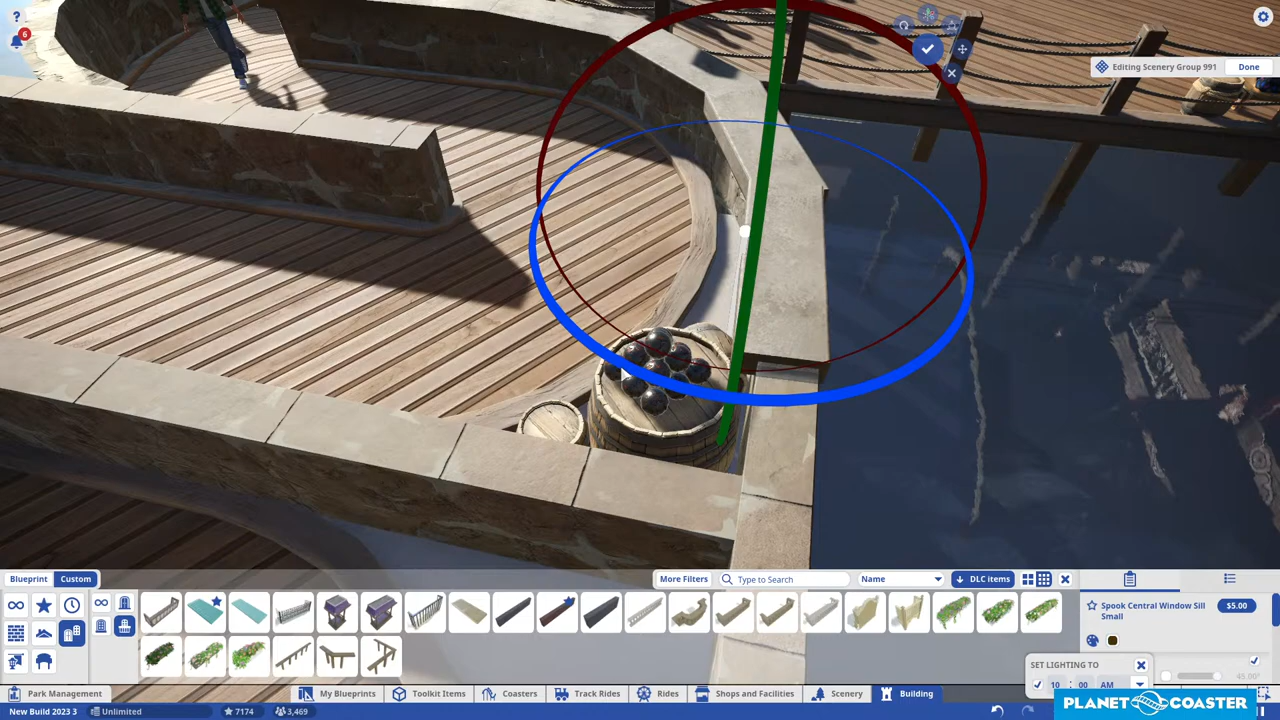 ?
6
Editing Scenery Group 991
Done
Blueprint
Custom
More Filters
Type to Search
Name
DLC items
Spook Central Window Sill
Small
$5.00
SET LIGHTING TO
10 : 00 AM
45.00°
Park Management
My Blueprints
Toolkit Items
Coasters
Track Rides
Rides
Shops and Facilities
Scenery
Building
New Build 2023 3
Unlimited
7174
3,469
PLANET COASTER